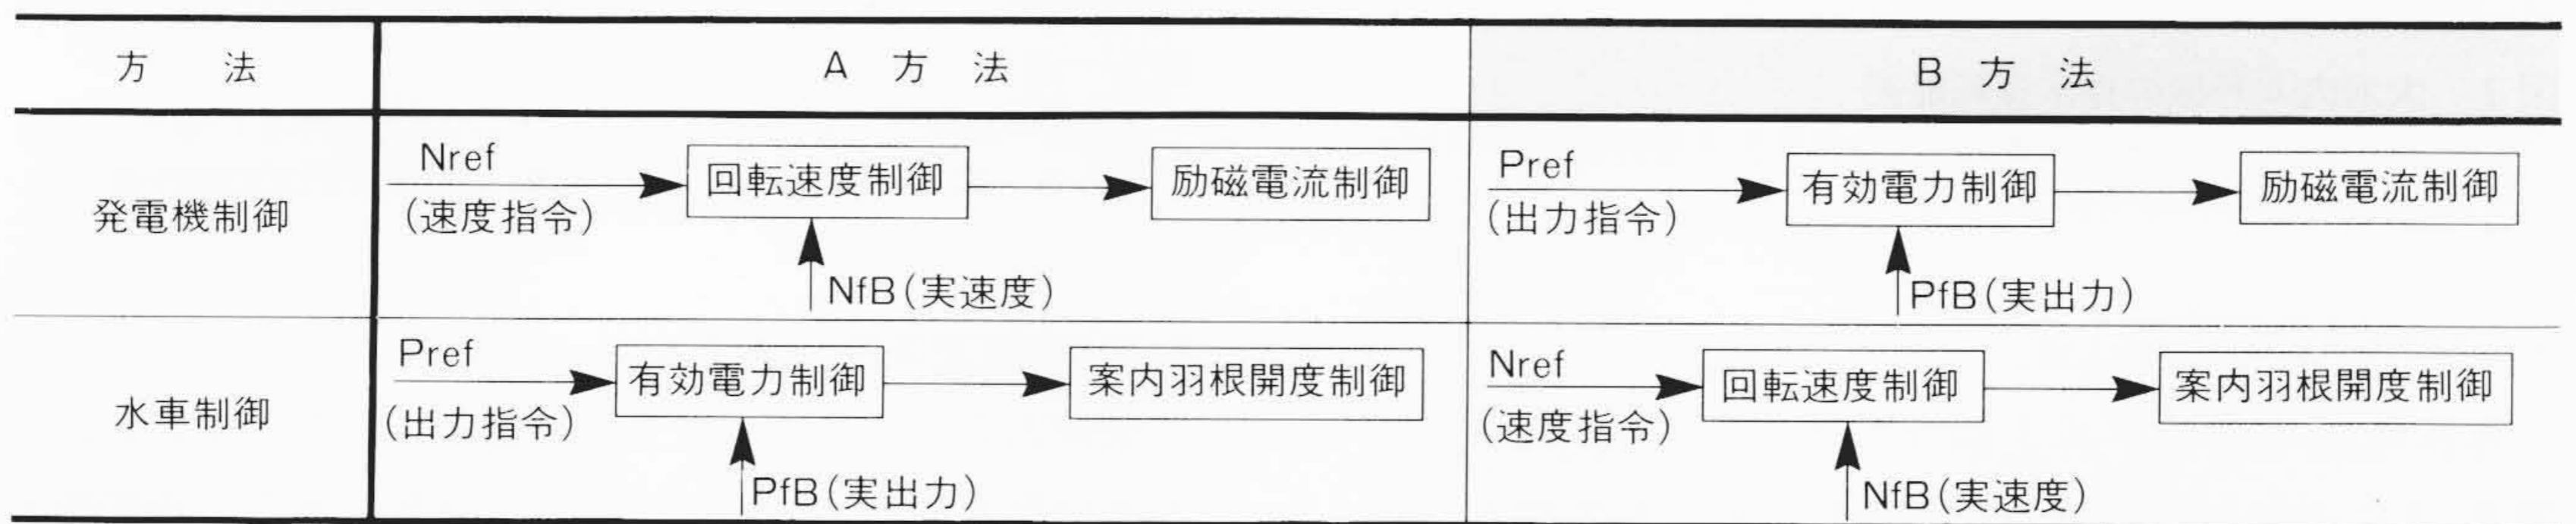 方 法
A 方 法
B 方 法
発電機制御
Nref
(速度指令)
回転速度制御
励磁電流制御
NfB(実速度)
Pref
(出力指令)
有効電力制御
励磁電流制御
PfB(実出力)
水車制御
Pref
(出力指令)
有効電力制御
案内羽根開度制御
PfB(実出力)
Nref
(速度指令)
回転速度制御
案内羽根開度制御
NfB(実速度)